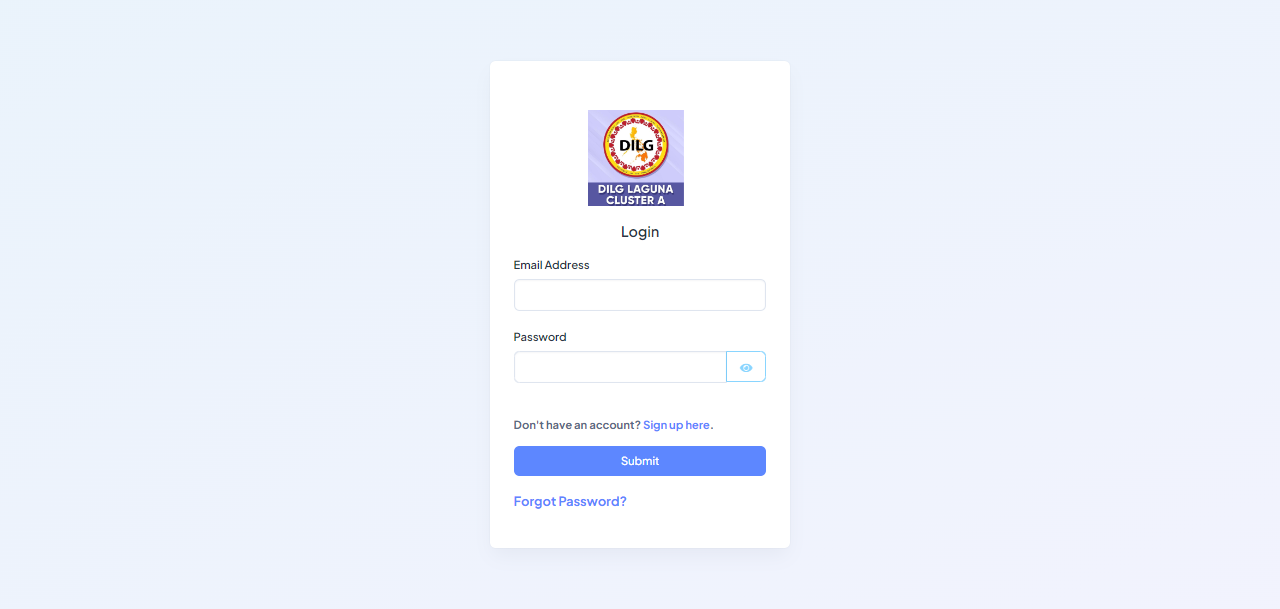 DILG
DILG LAGUNA
CLUSTER A
Login
Email Address
Password
Don't have an account? Sign up here.
Submit
Forgot Password?